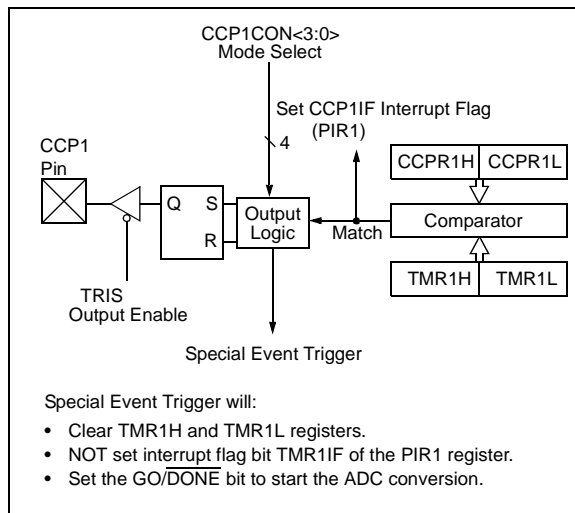 CCP1CON<3:0>
Mode Select
Set CCP1IF Interrupt Flag
(PIR1)
4
CCP1
Pin
CCPR1H CCPR1L
Q S
R
Output
Logic
Match
Comparator
TMR1H TMR1L
TRIS
Output Enable
Special Event Trigger
Special Event Trigger will:
• Clear TMR1H and TMR1L registers.
• NOT set interrupt flag bit TMR1IF of the PIR1 register.
• Set the GO/DONE bit to start the ADC conversion.